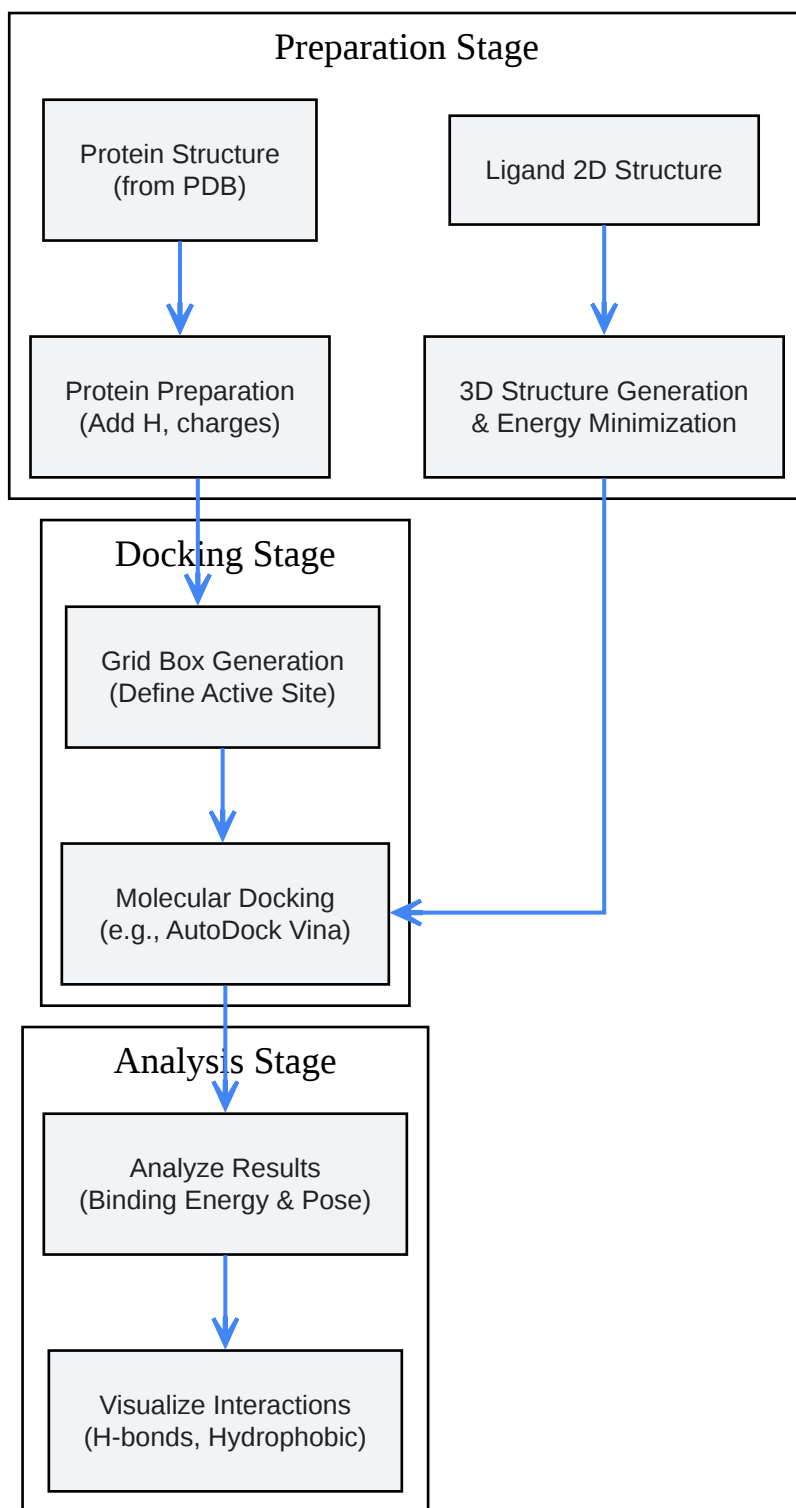 Preparation Stage
Protein Structure
(from PDB)
Ligand 2D Structure
Protein Preparation
(Add H, charges)
3D Structure Generation
& Energy Minimization
Docking Stage
Grid Box Generation
(Define Active Site)
Molecular Docking
(e.g., AutoDock Vina)
Analysis Stage
Analyze Results
(Binding Energy & Pose)
Visualize Interactions
(H-bonds, Hydrophobic)